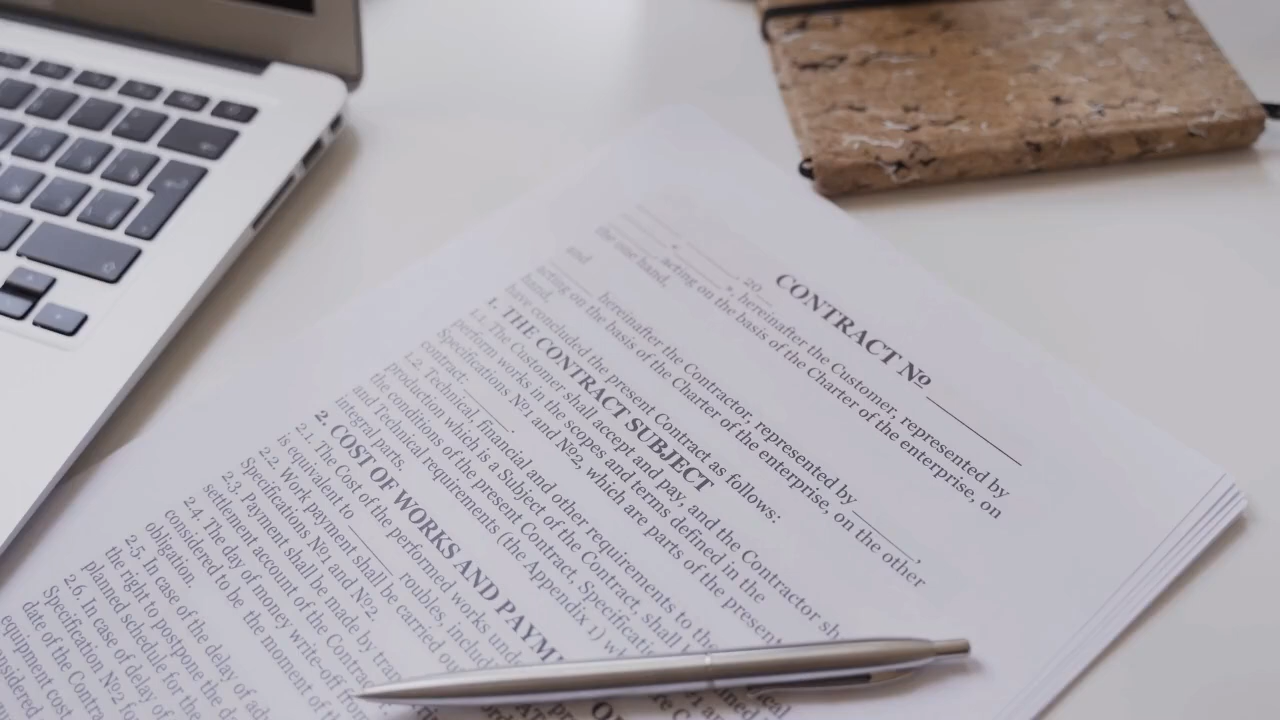 CONTRACT №
20
, hereinafter the Customer, represented by
, acting on the basis of the Charter of the enterprise, on
the one hand,
and
hereinafter the Contractor, represented by
acting on the basis of the Charter of the enterprise, on the other
hand,
have concluded the present Contract as follows:
1. THE CONTRACT SUBJECT
1.1. The Customer shall accept and pay, and the Contractor sh
perform works in the scopes and terms defined in the
Specifications №1 and №2, which are parts of the present
contract:
1.2. Technical, financial and other requirements to the
production which is a Subject of the Contract, shall
the conditions of the present Contract, Specificati
and Technical requirements (the Appendix 1) wh
integral parts.
2. COST OF WORKS AND PAYM
2.1. The Cost of the performed works unde
is equivalent to roubles, includ
2.2. Work payment shall be carried ou
Specifications №1 and №2.
2.3. Payment shall be made by tran
settlement account of the Contrac
2.4. The day of money write-off from
considered to be the moment of
obligation.
2.5. In case of the delay of adv
the right to postpone the d
planned schedule for the
2.6. In case of delay of
Specification №2 fo
date of the Contra
equipment cost